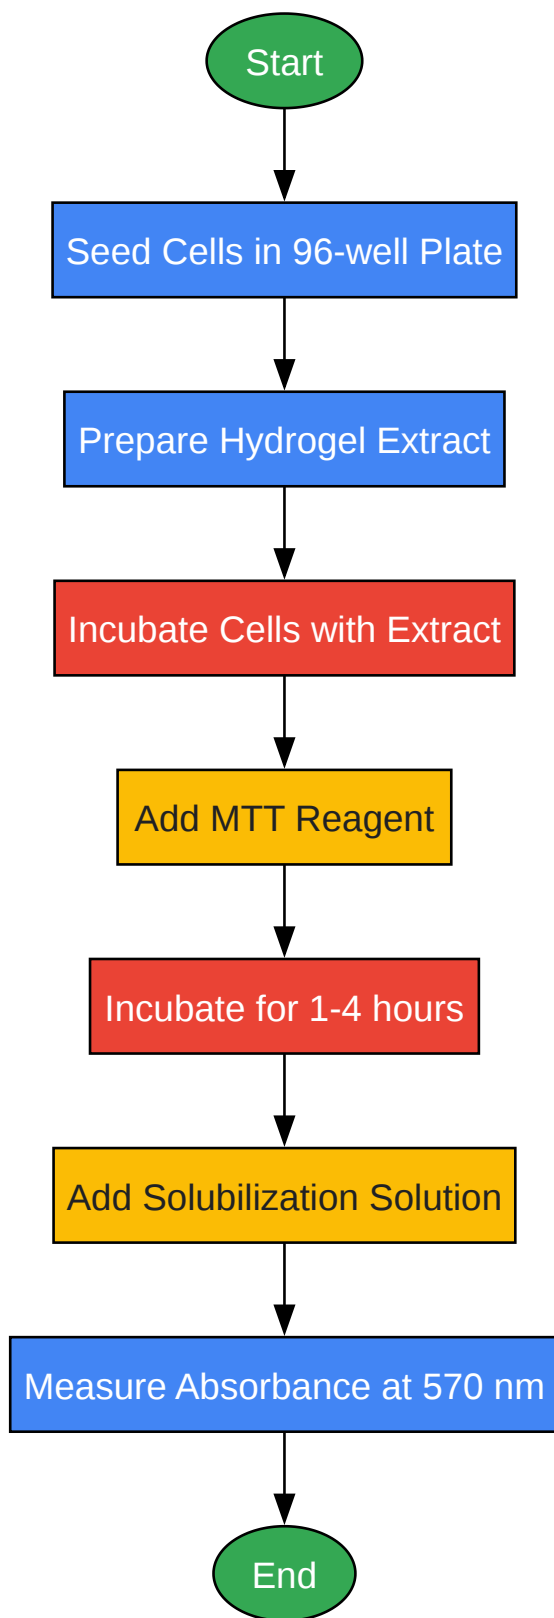 Start
Seed Cells in 96-well Plate
Prepare Hydrogel Extract
Incubate Cells with Extract
Add MTT Reagent
Incubate for 1-4 hours
Add Solubilization Solution
Measure Absorbance at 570 nm
End